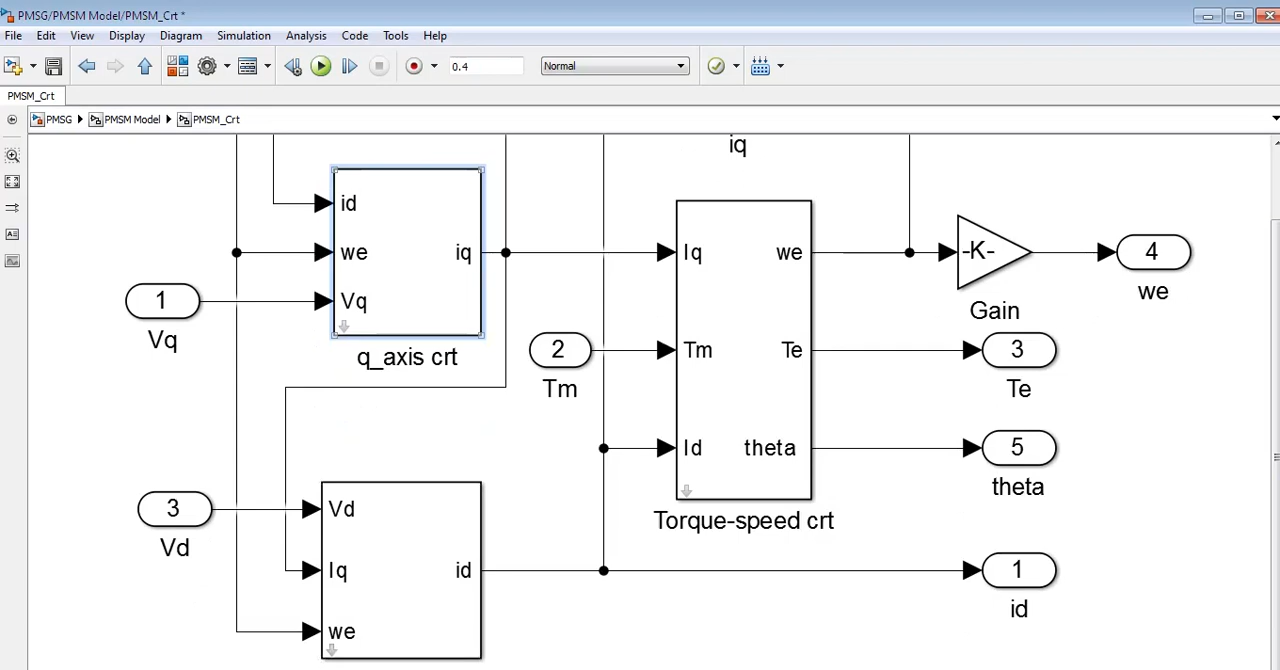 PMSG/PMSM Model/PMSM_Crt *
File Edit View Display Diagram Simulation Analysis Code Tools Help
0.4 Normal
PMSM_Crt
PMSG PMSM Model PMSM_Crt
iq
id
we iq
Vq
q_axis crt
1
Vq
2
Tm
Iq we
Tm Te
Id theta
Torque-speed crt
-K-
Gain
4
we
3
Te
5
theta
3
Vd
Vd
Iq id
we
1
id